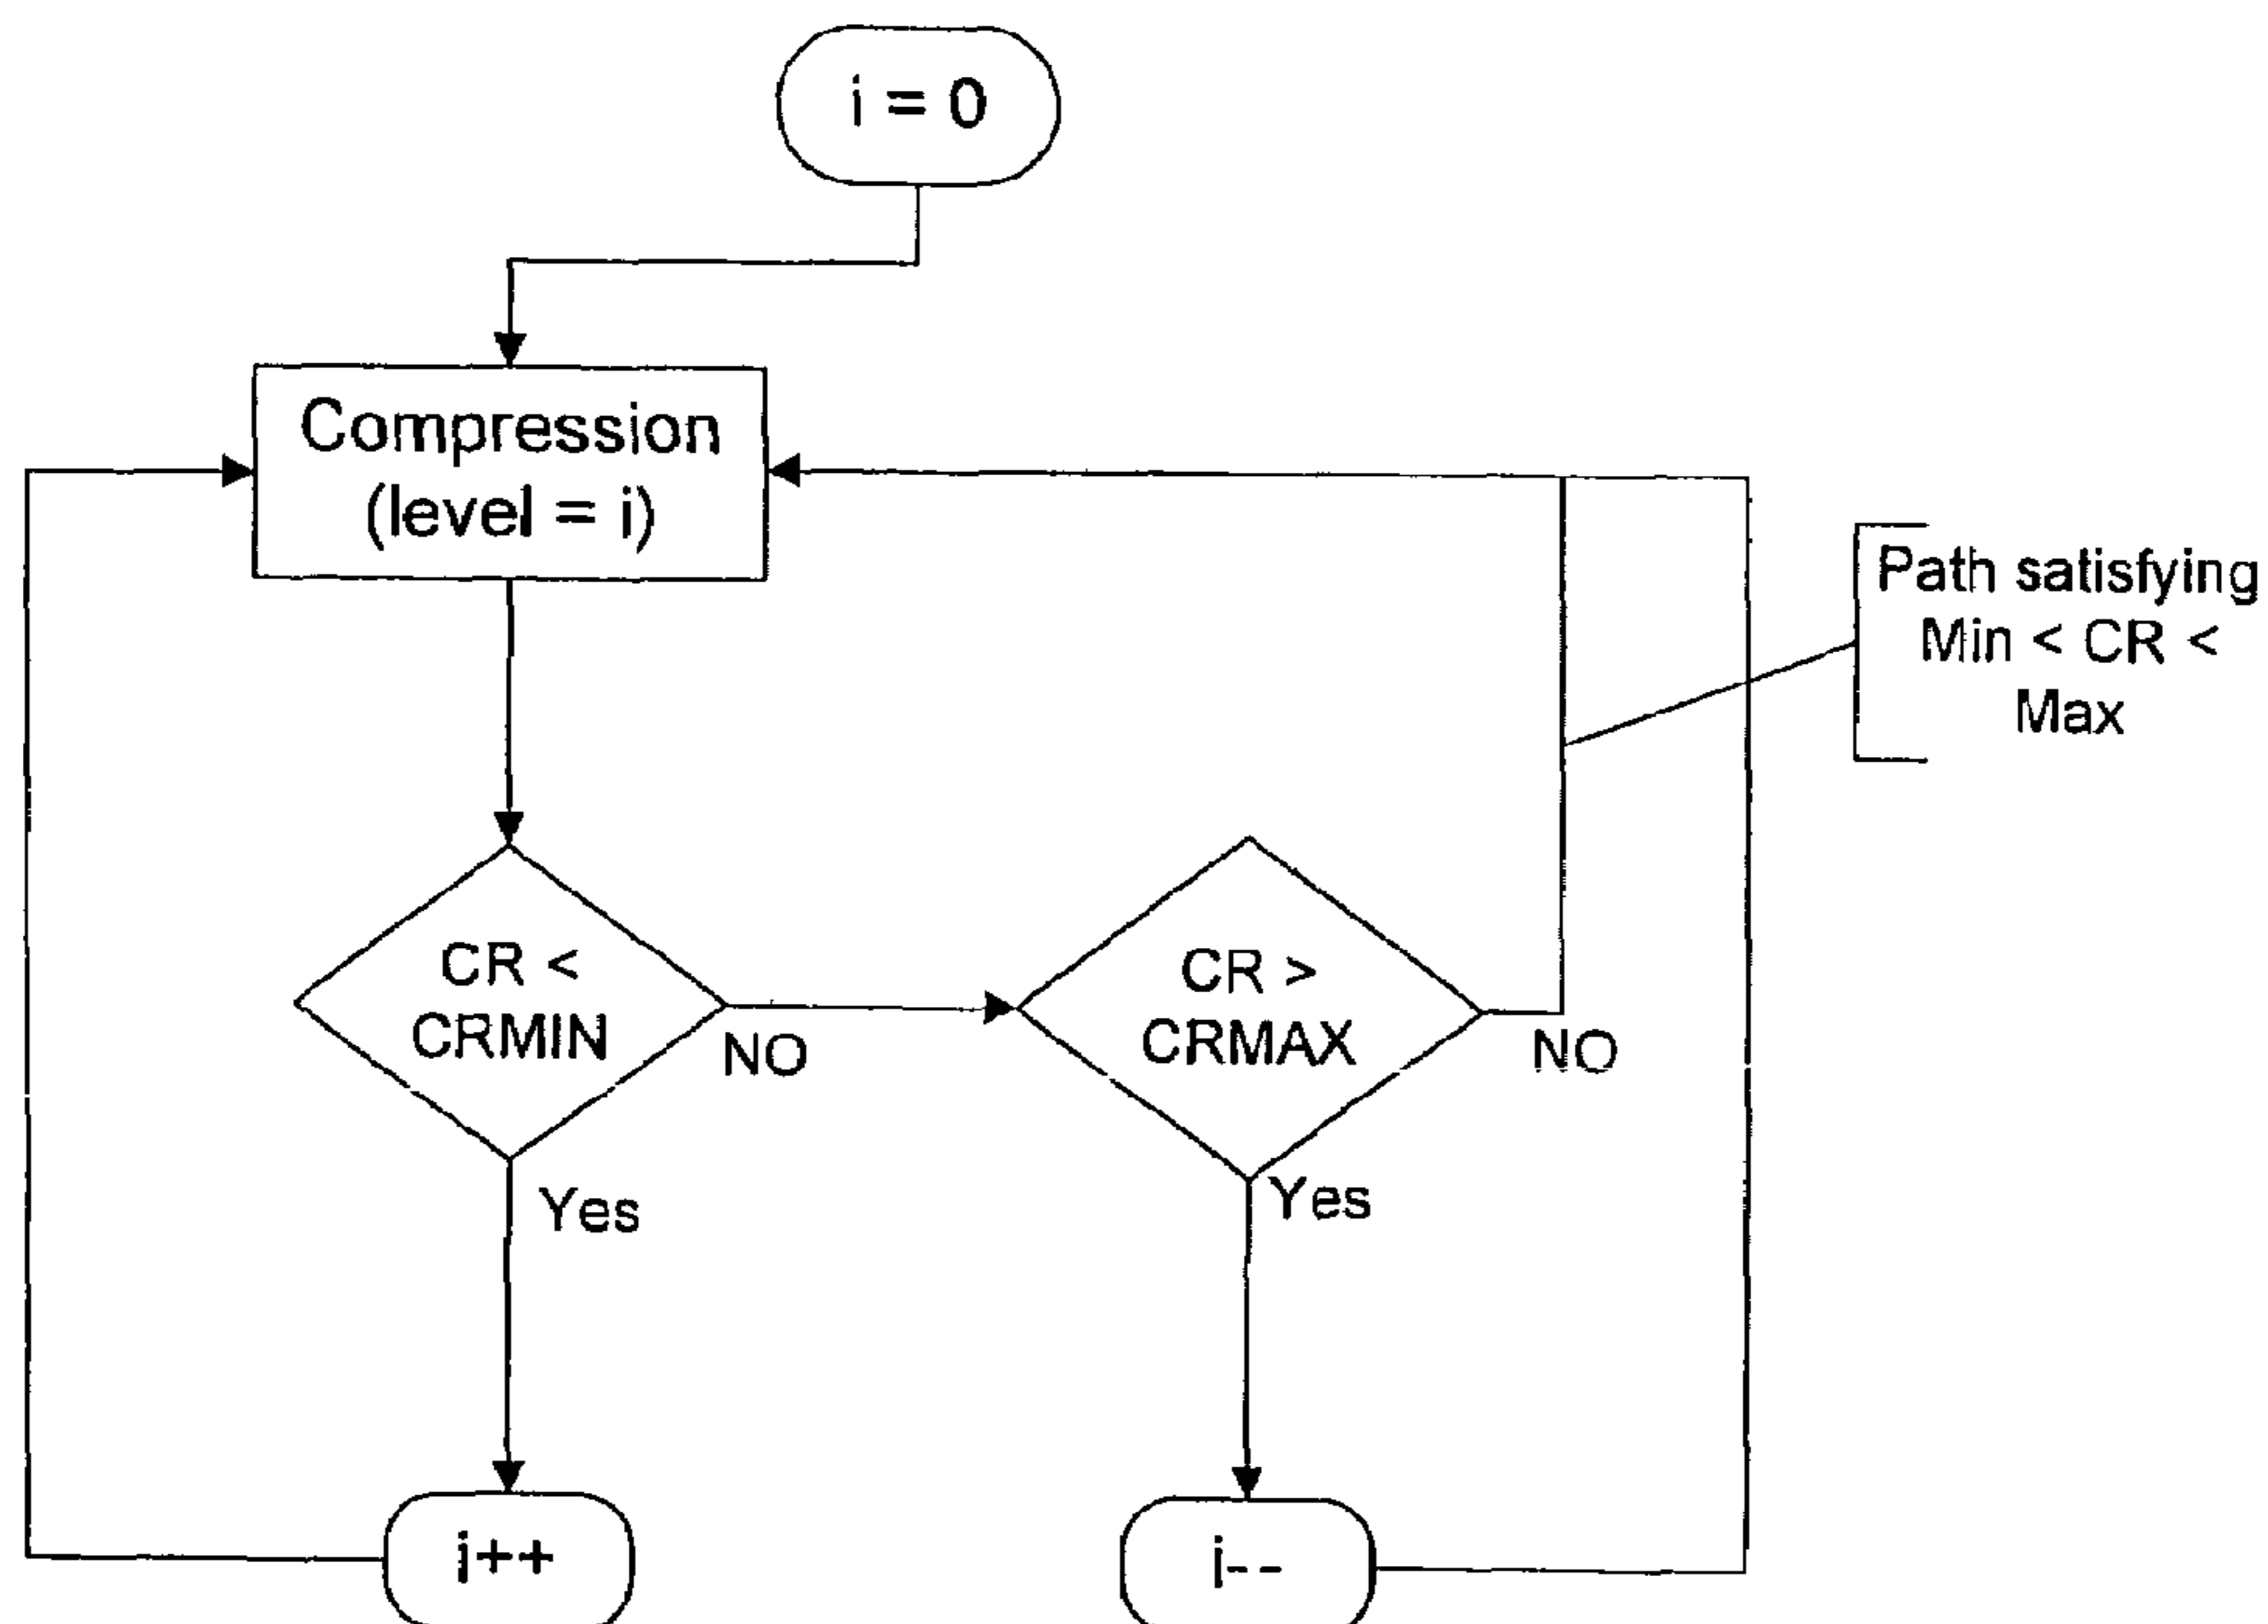 i = 0
Compression
(level = i)
Path satisfying
Min < CR <
Max
CR <
CRMIN
NO
CR >
CRMAX
NO
Yes
Yes
i++
i--